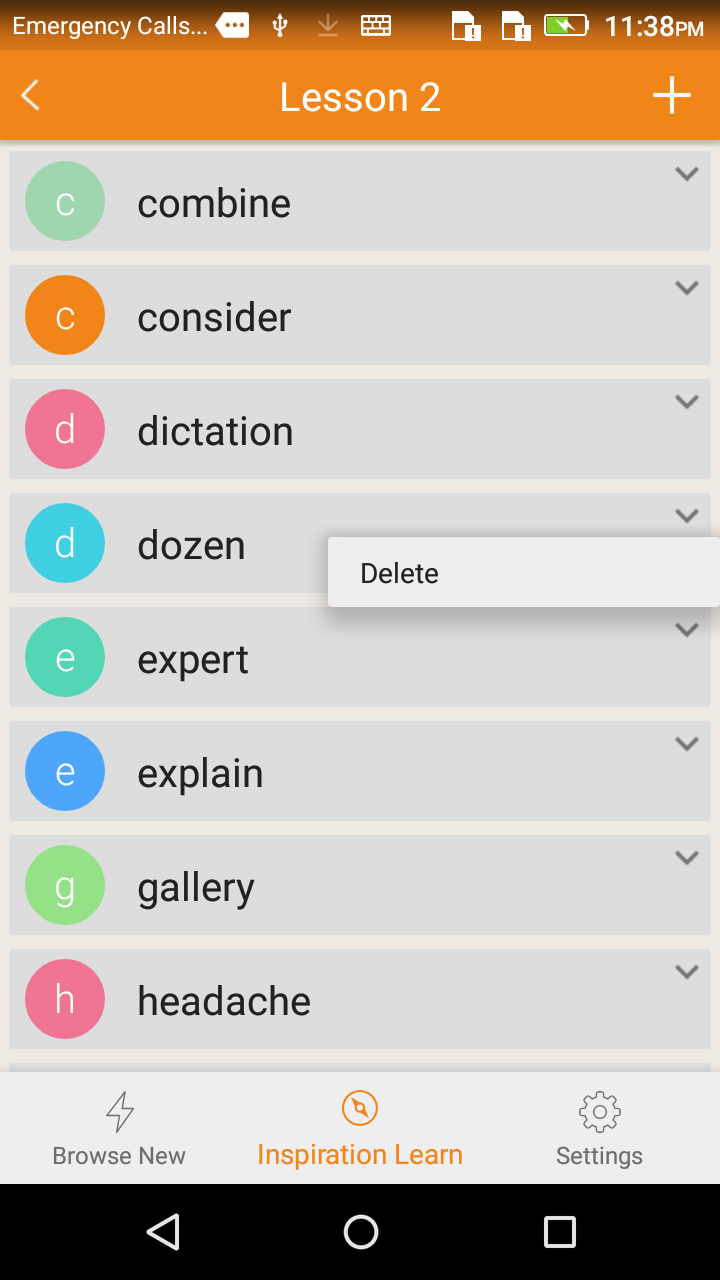 Emergency Calls... 11:38PM
Lesson 2
c combine
c consider
d dictation
d dozen
Delete
e expert
e explain
g gallery
h headache
Browse New Inspiration Learn Settings